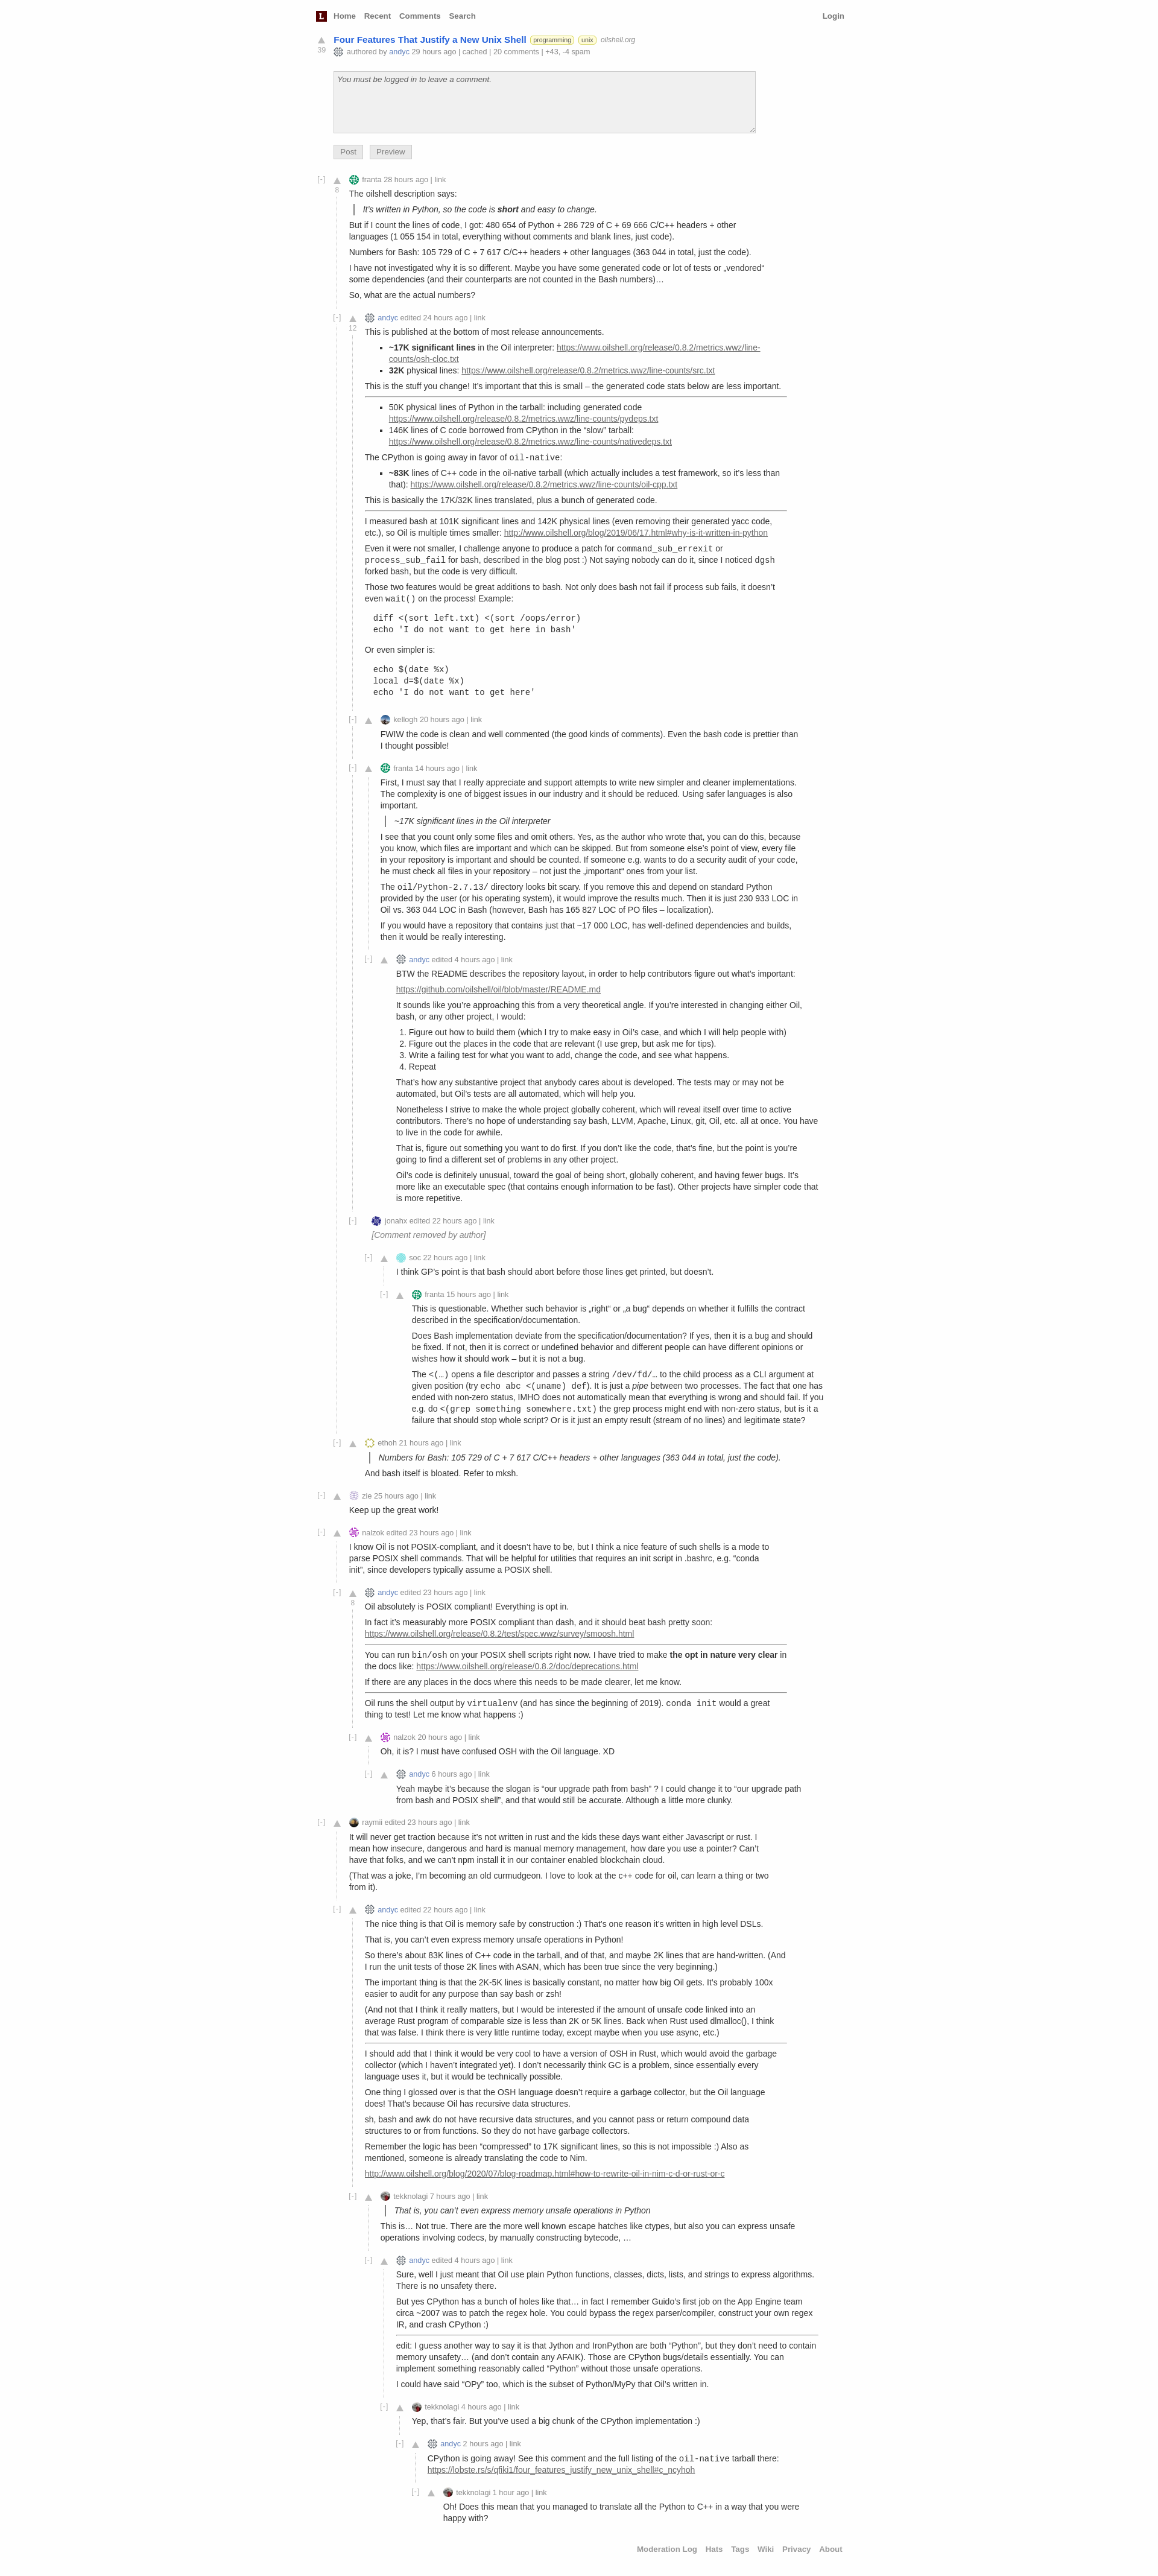 L Home Recent Comments Search Login
Four Features That Justify a New Unix Shell programming unix oilshell.org
39 authored by andyc 29 hours ago | cached | 20 comments | +43, -4 spam
You must be logged in to leave a comment.
Post Preview
[-] franta 28 hours ago | link
8
The oilshell description says:
It's written in Python, so the code is short and easy to change.
But if I count the lines of code, I got: 480 654 of Python + 286 729 of C + 69 666 C/C++ headers + other
languages (1 055 154 in total, everything without comments and blank lines, just code).
Numbers for Bash: 105 729 of C + 7 617 C/C++ headers + other languages (363 044 in total, just the code).
I have not investigated why it is so different. Maybe you have some generated code or lot of tests or „vendored“
some dependencies (and their counterparts are not counted in the Bash numbers)…
So, what are the actual numbers?
[-] andyc edited 24 hours ago | link
12
This is published at the bottom of most release announcements.
• ~17K significant lines in the Oil interpreter: https://www.oilshell.org/release/0.8.2/metrics.wwz/line-
counts/osh-cloc.txt
• 32K physical lines: https://www.oilshell.org/release/0.8.2/metrics.wwz/line-counts/src.txt
This is the stuff you change! It’s important that this is small – the generated code stats below are less important.
• 50K physical lines of Python in the tarball: including generated code
https://www.oilshell.org/release/0.8.2/metrics.wwz/line-counts/pydeps.txt
• 146K lines of C code borrowed from CPython in the “slow” tarball:
https://www.oilshell.org/release/0.8.2/metrics.wwz/line-counts/nativedeps.txt
The CPython is going away in favor of oil-native:
• ~83K lines of C++ code in the oil-native tarball (which actually includes a test framework, so it’s less than
that): https://www.oilshell.org/release/0.8.2/metrics.wwz/line-counts/oil-cpp.txt
This is basically the 17K/32K lines translated, plus a bunch of generated code.
I measured bash at 101K significant lines and 142K physical lines (even removing their generated yacc code,
etc.), so Oil is multiple times smaller: http://www.oilshell.org/blog/2019/06/17.html#why-is-it-written-in-python
Even it were not smaller, I challenge anyone to produce a patch for command_sub_errexit or
process_sub_fail for bash, described in the blog post :) Not saying nobody can do it, since I noticed dgsh
forked bash, but the code is very difficult.
Those two features would be great additions to bash. Not only does bash not fail if process sub fails, it doesn’t
even wait() on the process! Example:
diff <(sort left.txt) <(sort /oops/error)
echo 'I do not want to get here in bash'
Or even simpler is:
echo $(date %x)
local d=$(date %x)
echo 'I do not want to get here'
[-] kellogh 20 hours ago | link
FWIW the code is clean and well commented (the good kinds of comments). Even the bash code is prettier than
I thought possible!
[-] franta 14 hours ago | link
First, I must say that I really appreciate and support attempts to write new simpler and cleaner implementations.
The complexity is one of biggest issues in our industry and it should be reduced. Using safer languages is also
important.
~17K significant lines in the Oil interpreter
I see that you count only some files and omit others. Yes, as the author who wrote that, you can do this, because
you know, which files are important and which can be skipped. But from someone else’s point of view, every file
in your repository is important and should be counted. If someone e.g. wants to do a security audit of your code,
he must check all files in your repository – not just the „important“ ones from your list.
The oil/Python-2.7.13/ directory looks bit scary. If you remove this and depend on standard Python
provided by the user (or his operating system), it would improve the results much. Then it is just 230 933 LOC in
Oil vs. 363 044 LOC in Bash (however, Bash has 165 827 LOC of PO files – localization).
If you would have a repository that contains just that ~17 000 LOC, has well-defined dependencies and builds,
then it would be really interesting.
[-] andyc edited 4 hours ago | link
BTW the README describes the repository layout, in order to help contributors figure out what’s important:
https://github.com/oilshell/oil/blob/master/README.md
It sounds like you’re approaching this from a very theoretical angle. If you’re interested in changing either Oil,
bash, or any other project, I would:
1. Figure out how to build them (which I try to make easy in Oil’s case, and which I will help people with)
2. Figure out the places in the code that are relevant (I use grep, but ask me for tips).
3. Write a failing test for what you want to add, change the code, and see what happens.
4. Repeat
That’s how any substantive project that anybody cares about is developed. The tests may or may not be
automated, but Oil’s tests are all automated, which will help you.
Nonetheless I strive to make the whole project globally coherent, which will reveal itself over time to active
contributors. There’s no hope of understanding say bash, LLVM, Apache, Linux, git, Oil, etc. all at once. You have
to live in the code for awhile.
That is, figure out something you want to do first. If you don’t like the code, that’s fine, but the point is you’re
going to find a different set of problems in any other project.
Oil’s code is definitely unusual, toward the goal of being short, globally coherent, and having fewer bugs. It’s
more like an executable spec (that contains enough information to be fast). Other projects have simpler code that
is more repetitive.
[-] jonahx edited 22 hours ago | link
[Comment removed by author]
[-] soc 22 hours ago | link
I think GP’s point is that bash should abort before those lines get printed, but doesn’t.
[-] franta 15 hours ago | link
This is questionable. Whether such behavior is „right“ or „a bug“ depends on whether it fulfills the contract
described in the specification/documentation.
Does Bash implementation deviate from the specification/documentation? If yes, then it is a bug and should
be fixed. If not, then it is correct or undefined behavior and different people can have different opinions or
wishes how it should work – but it is not a bug.
The <(…) opens a file descriptor and passes a string /dev/fd/… to the child process as a CLI argument at
given position (try echo abc <(uname) def). It is just a pipe between two processes. The fact that one has
ended with non-zero status, IMHO does not automatically mean that everything is wrong and should fail. If you
e.g. do <(grep something somewhere.txt) the grep process might end with non-zero status, but is it a
failure that should stop whole script? Or is it just an empty result (stream of no lines) and legitimate state?
[-] ethoh 21 hours ago | link
Numbers for Bash: 105 729 of C + 7 617 C/C++ headers + other languages (363 044 in total, just the code).
And bash itself is bloated. Refer to mksh.
[-] zie 25 hours ago | link
Keep up the great work!
[-] nalzok edited 23 hours ago | link
I know Oil is not POSIX-compliant, and it doesn’t have to be, but I think a nice feature of such shells is a mode to
parse POSIX shell commands. That will be helpful for utilities that requires an init script in .bashrc, e.g. “conda
init”, since developers typically assume a POSIX shell.
[-] andyc edited 23 hours ago | link
8
Oil absolutely is POSIX compliant! Everything is opt in.
In fact it’s measurably more POSIX compliant than dash, and it should beat bash pretty soon:
https://www.oilshell.org/release/0.8.2/test/spec.wwz/survey/smoosh.html
You can run bin/osh on your POSIX shell scripts right now. I have tried to make the opt in nature very clear in
the docs like: https://www.oilshell.org/release/0.8.2/doc/deprecations.html
If there are any places in the docs where this needs to be made clearer, let me know.
Oil runs the shell output by virtualenv (and has since the beginning of 2019). conda init would a great
thing to test! Let me know what happens :)
[-] nalzok 20 hours ago | link
Oh, it is? I must have confused OSH with the Oil language. XD
[-] andyc 6 hours ago | link
Yeah maybe it’s because the slogan is “our upgrade path from bash” ? I could change it to “our upgrade path
from bash and POSIX shell”, and that would still be accurate. Although a little more clunky.
[-] raymii edited 23 hours ago | link
It will never get traction because it’s not written in rust and the kids these days want either Javascript or rust. I
mean how insecure, dangerous and hard is manual memory management, how dare you use a pointer? Can’t
have that folks, and we can’t npm install it in our container enabled blockchain cloud.
(That was a joke, I’m becoming an old curmudgeon. I love to look at the c++ code for oil, can learn a thing or two
from it).
[-] andyc edited 22 hours ago | link
The nice thing is that Oil is memory safe by construction :) That’s one reason it’s written in high level DSLs.
That is, you can’t even express memory unsafe operations in Python!
So there’s about 83K lines of C++ code in the tarball, and of that, and maybe 2K lines that are hand-written. (And
I run the unit tests of those 2K lines with ASAN, which has been true since the very beginning.)
The important thing is that the 2K-5K lines is basically constant, no matter how big Oil gets. It’s probably 100x
easier to audit for any purpose than say bash or zsh!
(And not that I think it really matters, but I would be interested if the amount of unsafe code linked into an
average Rust program of comparable size is less than 2K or 5K lines. Back when Rust used dlmalloc(), I think
that was false. I think there is very little runtime today, except maybe when you use async, etc.)
I should add that I think it would be very cool to have a version of OSH in Rust, which would avoid the garbage
collector (which I haven’t integrated yet). I don’t necessarily think GC is a problem, since essentially every
language uses it, but it would be technically possible.
One thing I glossed over is that the OSH language doesn’t require a garbage collector, but the Oil language
does! That’s because Oil has recursive data structures.
sh, bash and awk do not have recursive data structures, and you cannot pass or return compound data
structures to or from functions. So they do not have garbage collectors.
Remember the logic has been “compressed” to 17K significant lines, so this is not impossible :) Also as
mentioned, someone is already translating the code to Nim.
http://www.oilshell.org/blog/2020/07/blog-roadmap.html#how-to-rewrite-oil-in-nim-c-d-or-rust-or-c
[-] tekknolagi 7 hours ago | link
That is, you can’t even express memory unsafe operations in Python
This is… Not true. There are the more well known escape hatches like ctypes, but also you can express unsafe
operations involving codecs, by manually constructing bytecode, …
[-] andyc edited 4 hours ago | link
Sure, well I just meant that Oil use plain Python functions, classes, dicts, lists, and strings to express algorithms.
There is no unsafety there.
But yes CPython has a bunch of holes like that… in fact I remember Guido’s first job on the App Engine team
circa ~2007 was to patch the regex hole. You could bypass the regex parser/compiler, construct your own regex
IR, and crash CPython :)
edit: I guess another way to say it is that Jython and IronPython are both “Python”, but they don’t need to contain
memory unsafety… (and don’t contain any AFAIK). Those are CPython bugs/details essentially. You can
implement something reasonably called “Python” without those unsafe operations.
I could have said “OPy” too, which is the subset of Python/MyPy that Oil’s written in.
[-] tekknolagi 4 hours ago | link
Yep, that’s fair. But you’ve used a big chunk of the CPython implementation :)
[-] andyc 2 hours ago | link
CPython is going away! See this comment and the full listing of the oil-native tarball there:
https://lobste.rs/s/qfiki1/four_features_justify_new_unix_shell#c_ncyhoh
[-] tekknolagi 1 hour ago | link
Oh! Does this mean that you managed to translate all the Python to C++ in a way that you were
happy with?
Moderation Log Hats Tags Wiki Privacy About